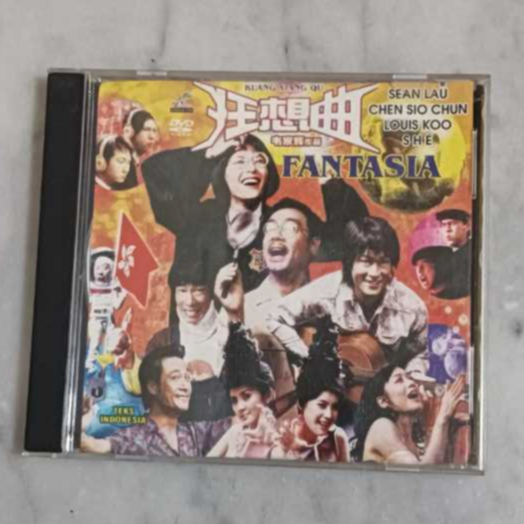 KUANG XIANG QU
狂想曲
SEAN LAU
CHEN SIO CHUN
LOUIS KOO
S H E
DVD
FANTASIA
TEKS
INDONESIA